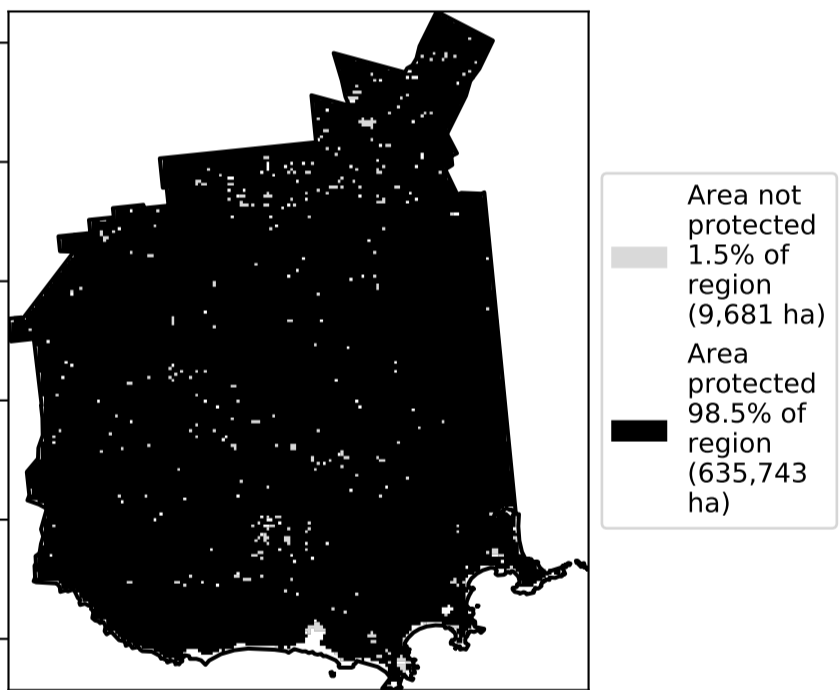 Area not
protected
1.5% of
region
(9,681 ha)
Area
protected
98.5% of
region
(635,743
ha)